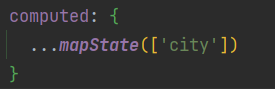 computed: {
...mapState(['city'])
}